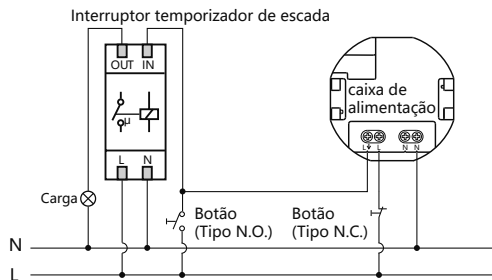 Interruptor temporizador de escada
OUT IN
μ
L N
caixa de
alimentação
L L N N
Carga
Botão
(Tipo N.O.)
Botão
(Tipo N.C.)
N
L